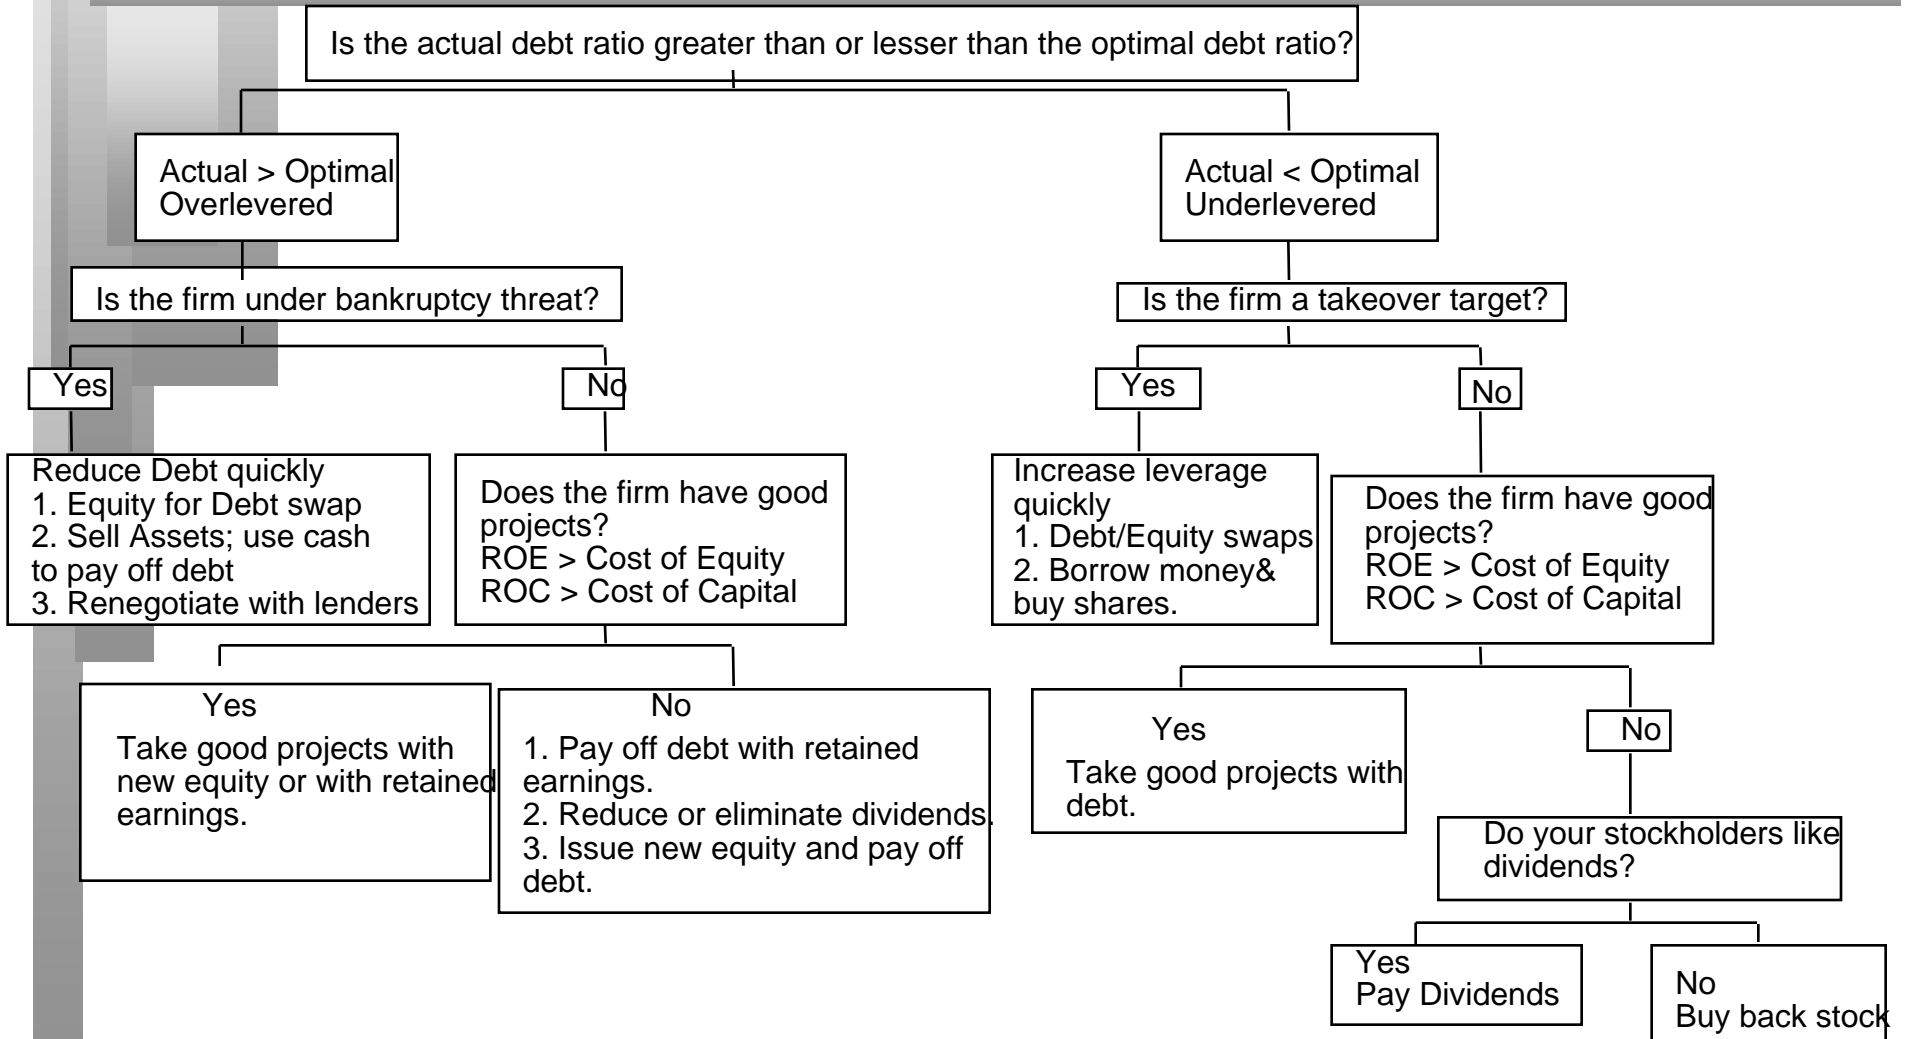 Is the actual debt ratio greater than or lesser than the optimal debt ratio?
Actual > Optimal
Overlevered
Actual < Optimal
Underlevered
Is the firm under bankruptcy threat?
Is the firm a takeover target?
Yes
No
Yes
No
Reduce Debt quickly
1. Equity for Debt swap
2. Sell Assets; use cash
to pay off debt
3. Renegotiate with lenders
Does the firm have good
projects?
ROE > Cost of Equity
ROC > Cost of Capital
Increase leverage
quickly
1. Debt/Equity swaps
2. Borrow money&
buy shares.
Does the firm have good
projects?
ROE > Cost of Equity
ROC > Cost of Capital
Yes
Take good projects with
new equity or with retained
earnings.
No
1. Pay off debt with retained
earnings.
2. Reduce or eliminate dividends.
3. Issue new equity and pay off
debt.
Yes
Take good projects with
debt.
No
Do your stockholders like
dividends?
Yes
Pay Dividends
No
Buy back stock